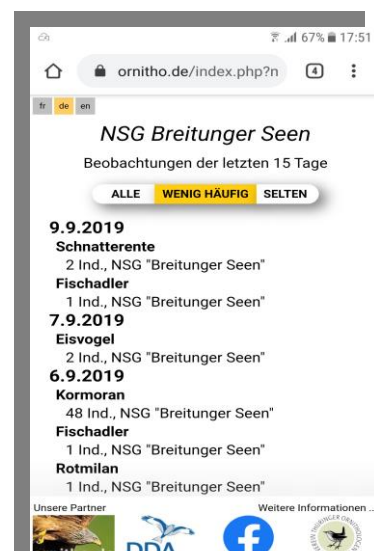 67% 17:51
ornitho.de/index.php?n 4
fr de en
NSG Breitunger Seen
Beobachtungen der letzten 15 Tage
ALLE WENIG HÄUFIG SELTEN
9.9.2019
Schnatterente
2 Ind., NSG "Breitunger Seen"
Fischadler
1 Ind., NSG "Breitunger Seen"
7.9.2019
Eisvogel
2 Ind., NSG "Breitunger Seen"
6.9.2019
Kormoran
48 Ind., NSG "Breitunger Seen"
Fischadler
1 Ind., NSG "Breitunger Seen"
Rotmilan
1 Ind., NSG "Breitunger Seen"
Unsere Partner Weitere Informationen ..
DDA